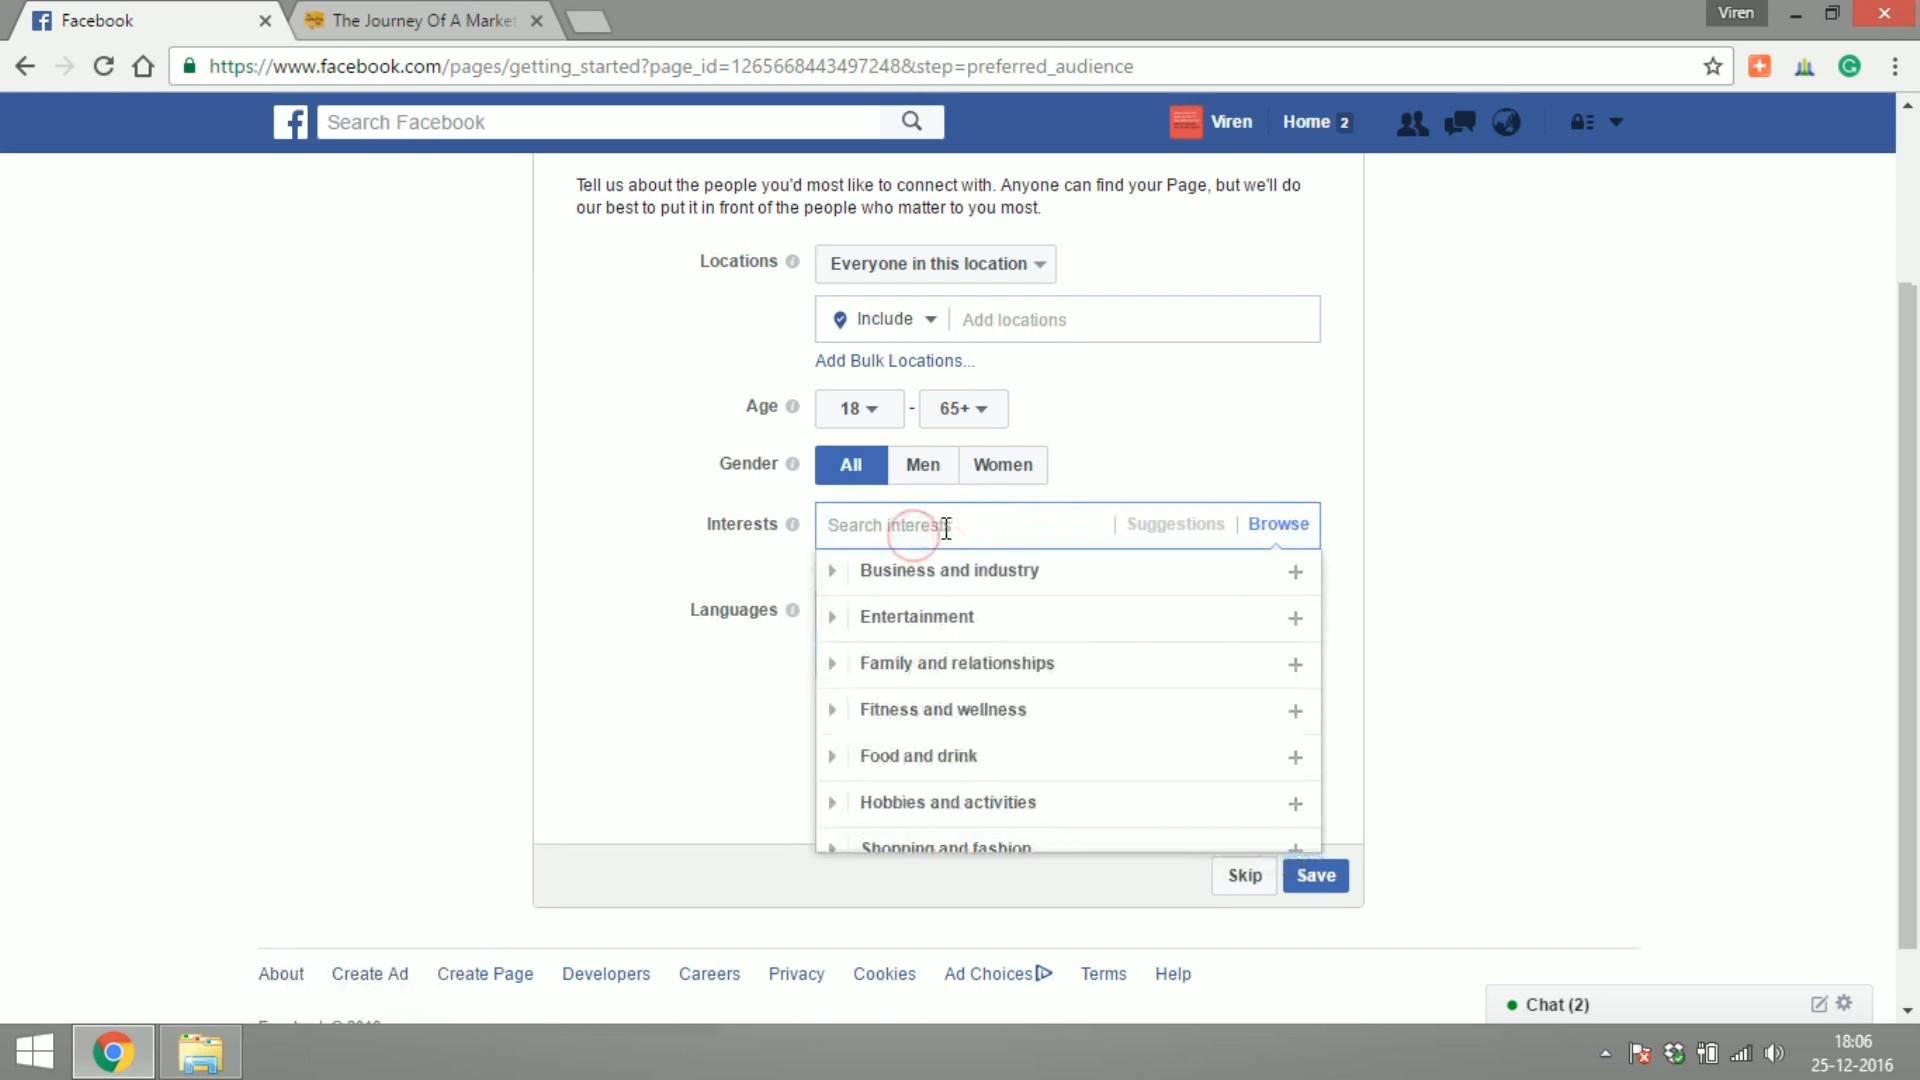 Facebook
The Journey Of A Market
Viren
https://www.facebook.com/pages/getting_started?page_id=1265668443497248&step=preferred_audience
Search Facebook
Viren
Home 2
Tell us about the people you'd most like to connect with. Anyone can find your Page, but we'll do
our best to put it in front of the people who matter to you most.
Locations
Everyone in this location
Include
Add locations
Add Bulk Locations...
Age
18 - 65+
Gender
All
Men
Women
Interests
Search interests
Suggestions
Browse
Business and industry
Entertainment
Languages
Family and relationships
Fitness and wellness
Food and drink
Hobbies and activities
Shopping and fashion
Skip
Save
About
Create Ad
Create Page
Developers
Careers
Privacy
Cookies
Ad Choices
Terms
Help
Chat (2)
18:06
25-12-2016